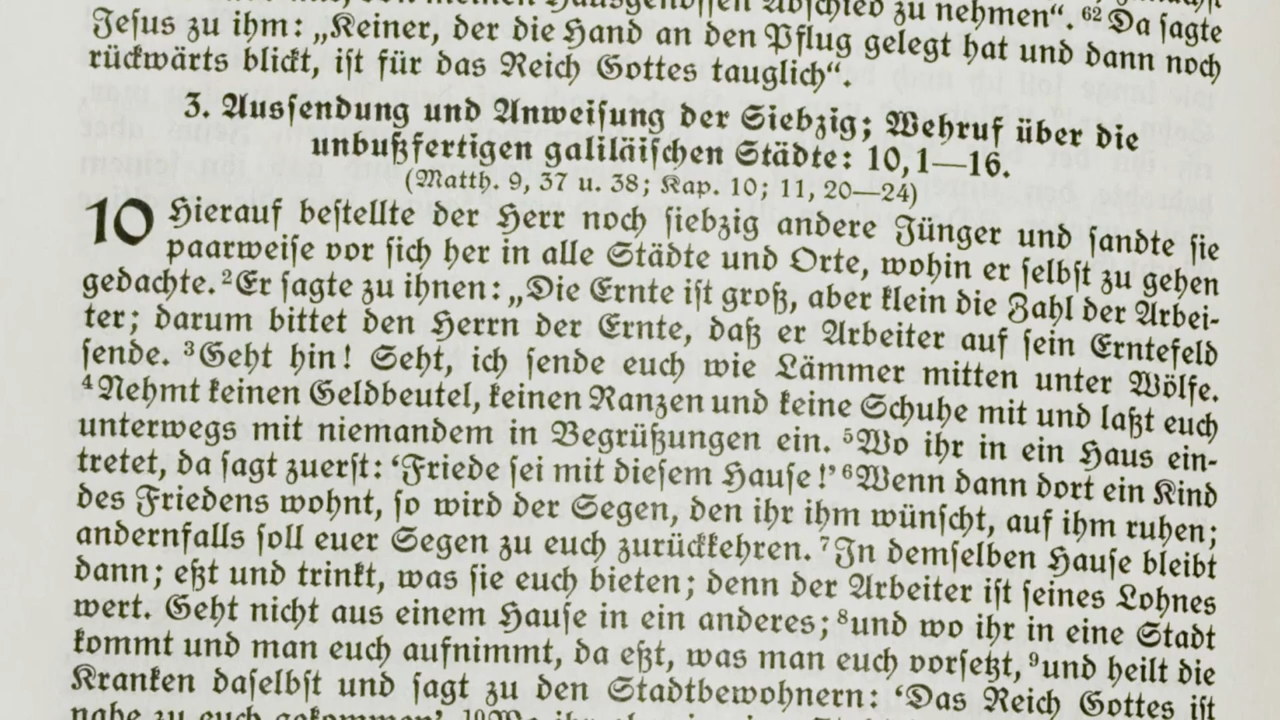 meinen Hausgenossen Abschied zu nehmen“. ⁶² Da sagte
Jesus zu ihm: „Keiner, der die Hand an den Pflug gelegt hat und dann noch
rückwärts blickt, ist für das Reich Gottes tauglich“.
3. Aussendung und Anweisung der Siebzig; Wehruf über die
unbußfertigen galiläischen Städte: 10, 1—16.
(Matth. 9, 37 u. 38; Kap. 10; 11, 20—24)
10 Hierauf bestellte der Herr noch siebzig andere Jünger und sandte sie
paarweise vor sich her in alle Städte und Orte, wohin er selbst zu gehen
gedachte. ²Er sagte zu ihnen: „Die Ernte ist groß, aber klein die Zahl der Arbei-
ter; darum bittet den Herrn der Ernte, daß er Arbeiter auf sein Erntefeld
sende. ³Geht hin! Seht, ich sende euch wie Lämmer mitten unter Wölfe.
⁴Nehmt keinen Geldbeutel, keinen Ranzen und keine Schuhe mit und laßt euch
unterwegs mit niemandem in Begrüßungen ein. ⁵Wo ihr in ein Haus ein-
tretet, da sagt zuerst: ‘Friede sei mit diesem Hause!’ ⁶Wenn dann dort ein Kind
des Friedens wohnt, so wird der Segen, den ihr ihm wünscht, auf ihm ruhen;
andernfalls soll euer Segen zu euch zurückkehren. ⁷In demselben Hause bleibt
dann; eßt und trinkt, was sie euch bieten; denn der Arbeiter ist seines Lohnes
wert. Geht nicht aus einem Hause in ein anderes; ⁸und wo ihr in eine Stadt
kommt und man euch aufnimmt, da eßt, was man euch vorsetzt, ⁹und heilt die
Kranken daselbst und sagt zu den Stadtbewohnern: ‘Das Reich Gottes ist
nahe zu euch gekommen’. ¹⁰Wo ihr